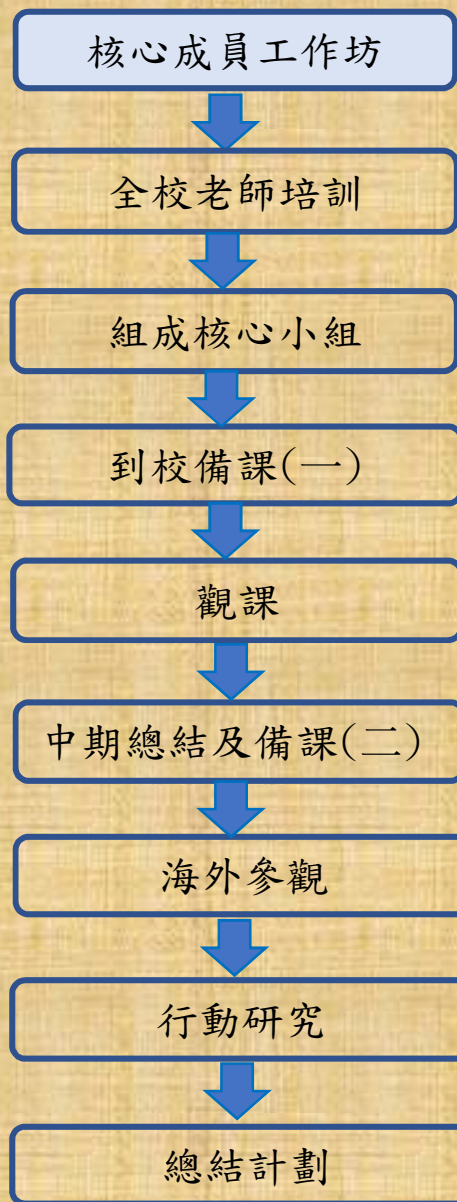 核心成員工作坊
全校老師培訓
組成核心小組
到校備課(一)
觀課
中期總結及備課(二)
海外參觀
行動研究
總結計劃